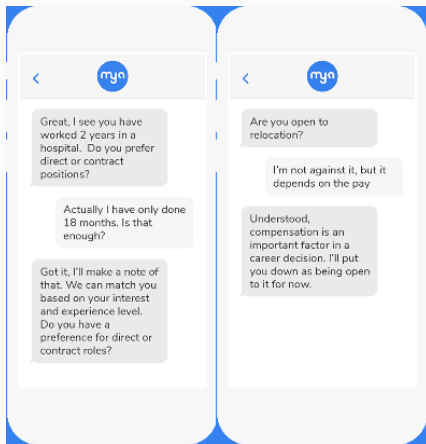 mya
Great, I see you have
worked 2 years in a
hospital. Do you prefer
direct or contract
positions?
Actually I have only done
18 months. Is that
enough?
Got it, I'll make a note of
that. We can match you
based on your interest
and experience level.
Do you have a
preference for direct or
contract roles?
mya
Are you open to
relocation?
I'm not against it, but it
depends on the pay
Understood,
compensation is an
important factor in a
career decision. I'll put
you down as being open
to it for now.